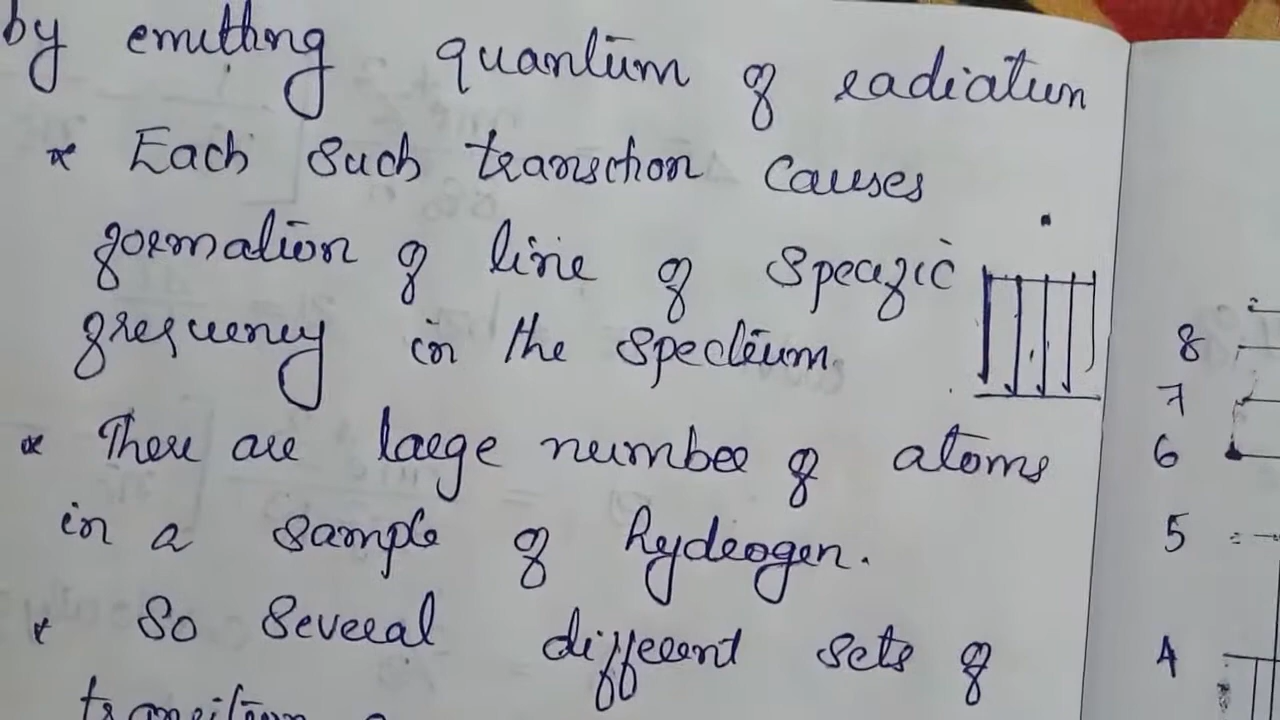 by emitting quantum of radiation
* Each such transition causes
formation of line of specific
frequency in the spectrum.
* There are large number of atoms
in a sample of hydrogen.
* So several different sets of
transition
8
7
6
5
4